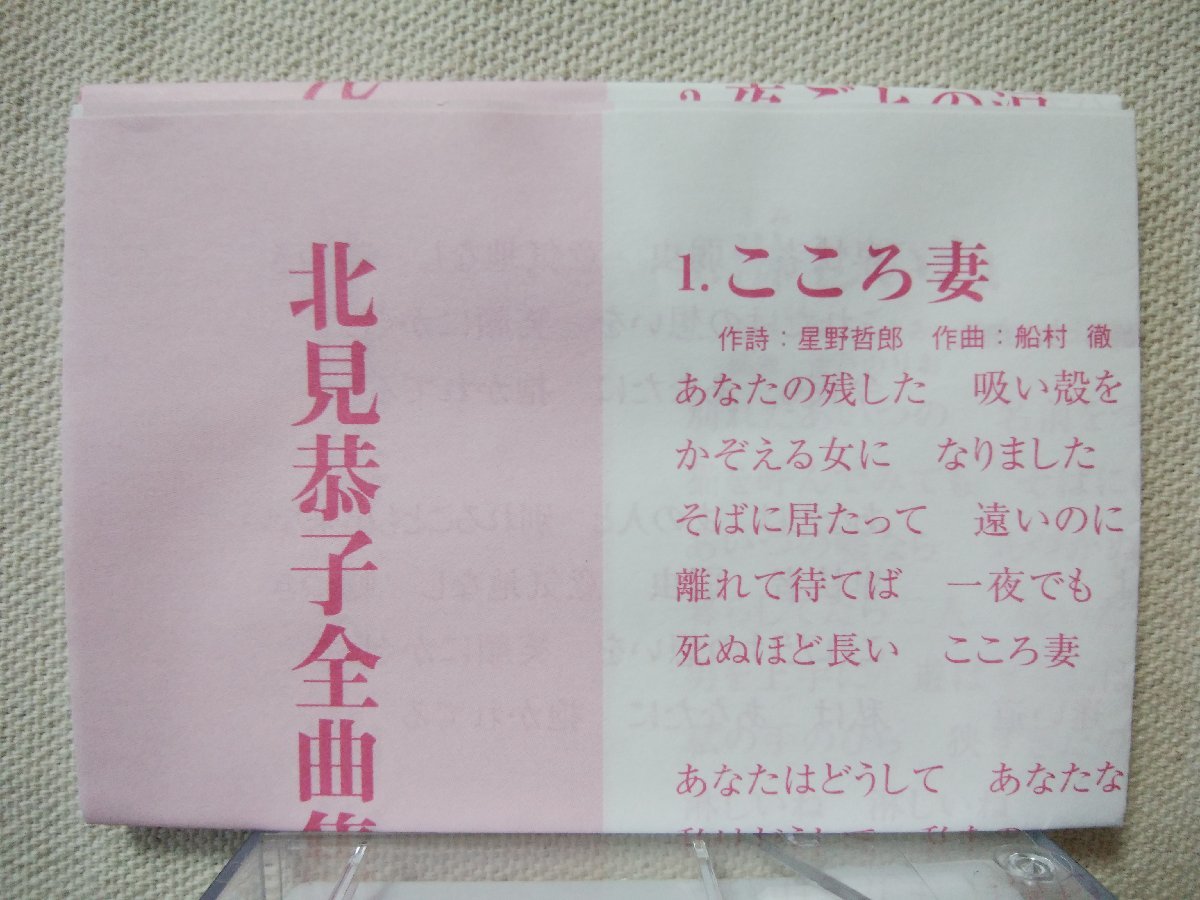 北見恭子全曲集
1.こころ妻
作詩：星野哲郎　作曲：船村　徹
あなたの残した　吸い殻を
かぞえる女に　なりました
そばに居たって　遠いのに
離れて待てば　一夜でも
死ぬほど長い　こころ妻
あなたはどうして　あなたな